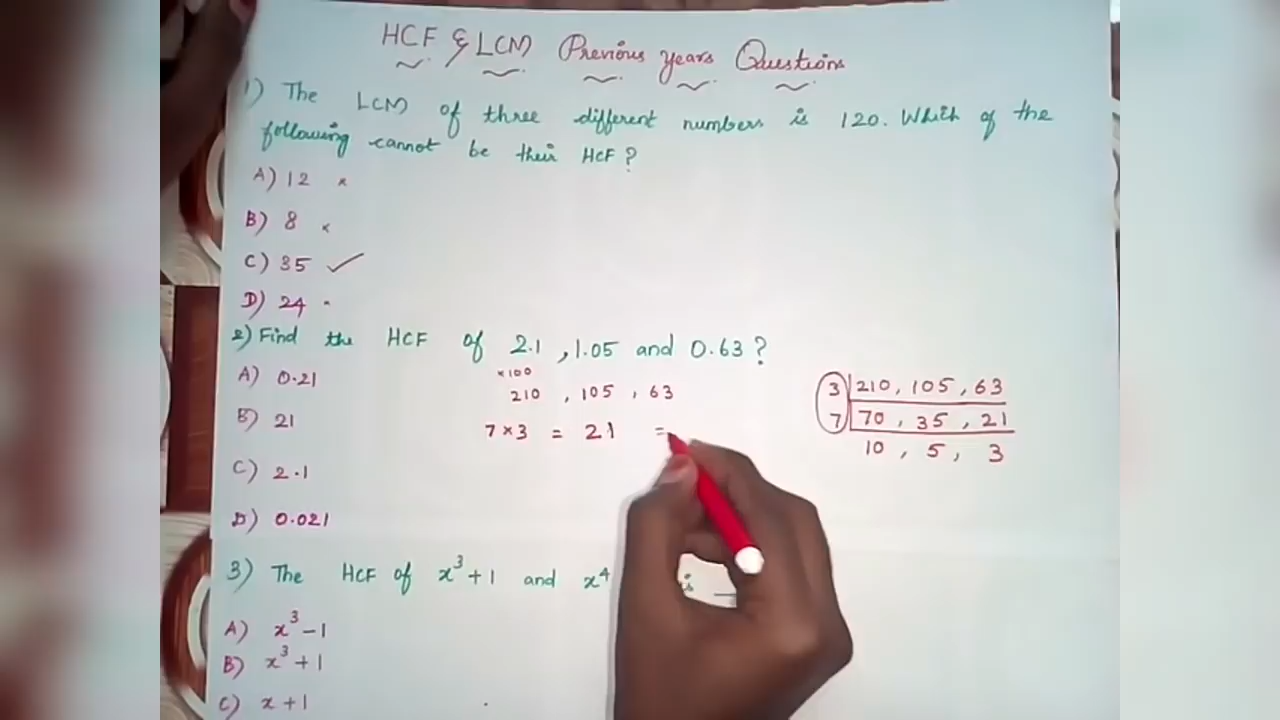 HCF & LCM Previous years Questions
1) The LCM of three different numbers is 120. Which of the
following cannot be their HCF?
A) 12 ×
B) 8 ×
C) 35 ✓
D) 24
2) Find the HCF of 2.1 , 1.05 and 0.63 ?
×100
A) 0.21
210 , 105 , 63
B) 21
7 × 3 = 21 =
C) 2.1
D) 0.021
3 210, 105, 63
7 70, 35, 21
10, 5, 3
3) The HCF of x³+1 and x⁴ is
A) x³-1
B) x³+1
C) x+1